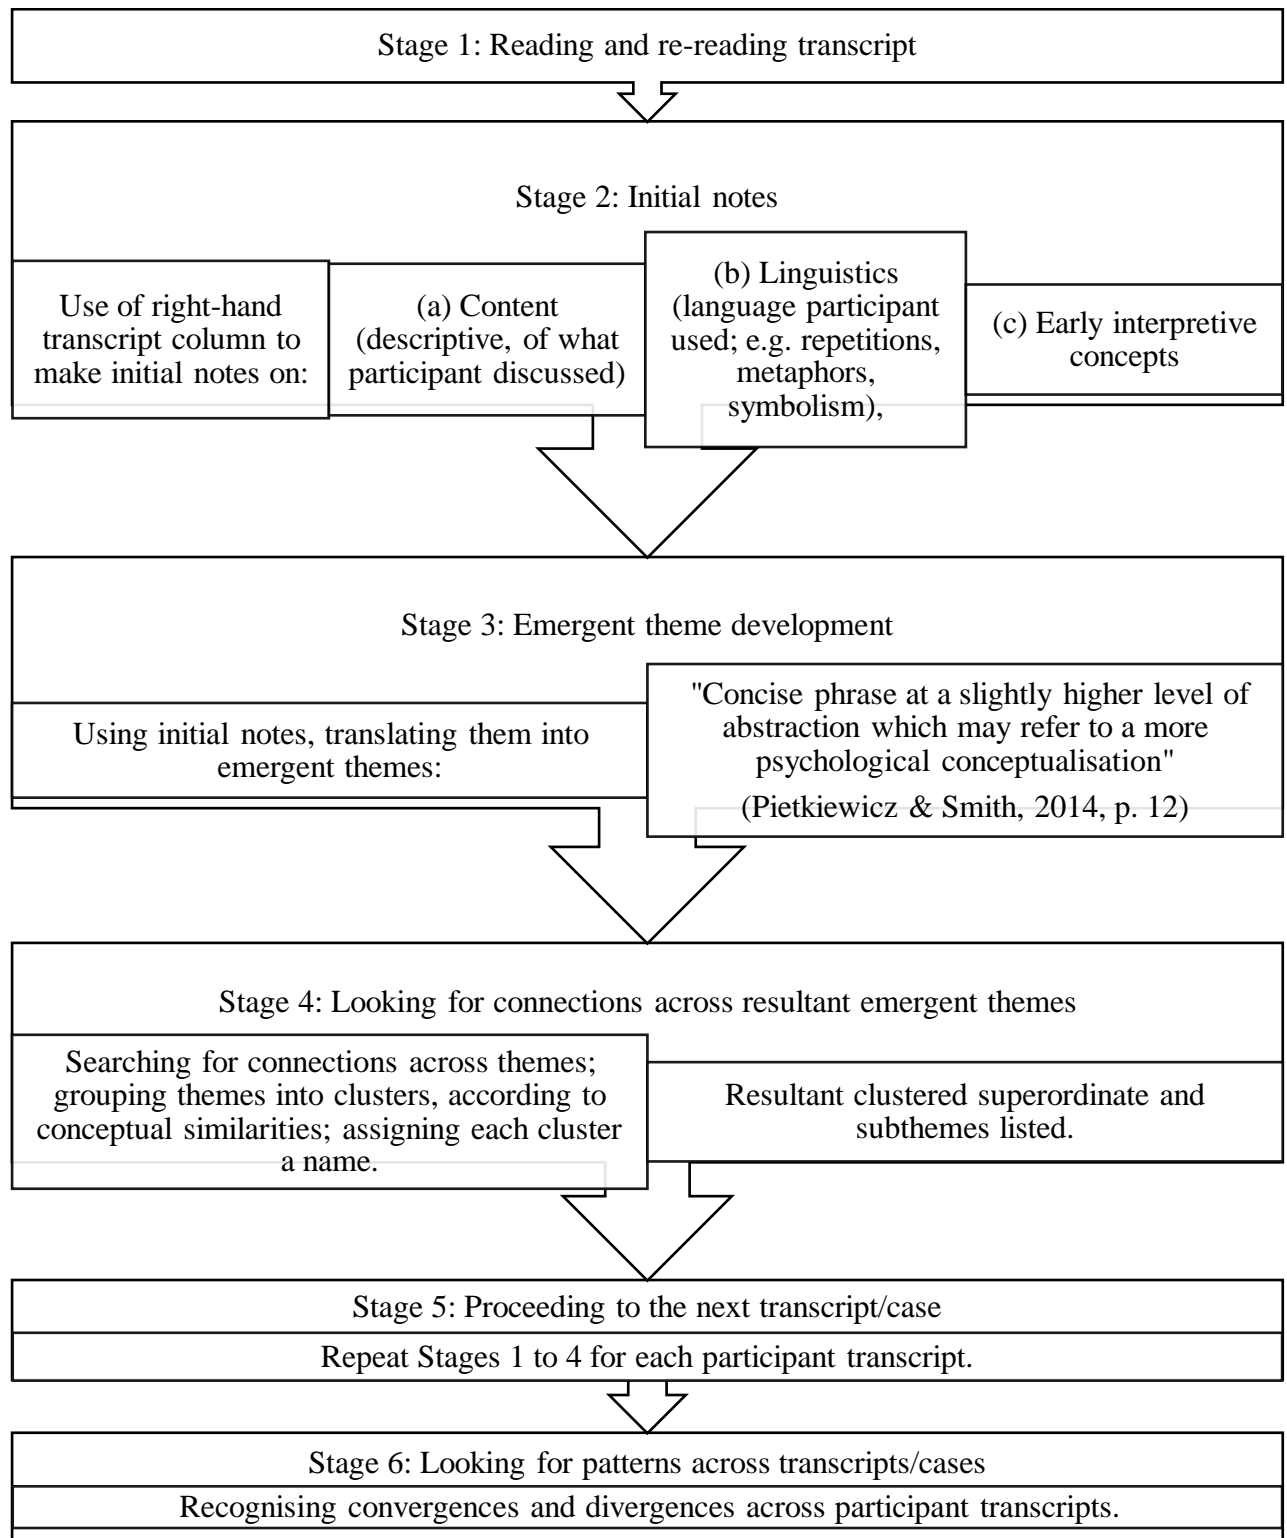 Stage 1: Reading and re-reading transcript
Stage 2: Initial notes
Use of right-hand
transcript column to
make initial notes on:
(a) Content
(descriptive, of what
participant discussed)
(b) Linguistics
(language participant
used; e.g. repetitions,
metaphors,
symbolism),
(c) Early interpretive
concepts
Stage 3: Emergent theme development
Using initial notes, translating them into
emergent themes:
"Concise phrase at a slightly higher level of
abstraction which may refer to a more
psychological conceptualisation"
(Pietkiewicz & Smith, 2014, p. 12)
Stage 4: Looking for connections across resultant emergent themes
Searching for connections across themes;
grouping themes into clusters, according to
conceptual similarities; assigning each cluster
a name.
Resultant clustered superordinate and
subthemes listed.
Stage 5: Proceeding to the next transcript/case
Repeat Stages 1 to 4 for each participant transcript.
Stage 6: Looking for patterns across transcripts/cases
Recognising convergences and divergences across participant transcripts.